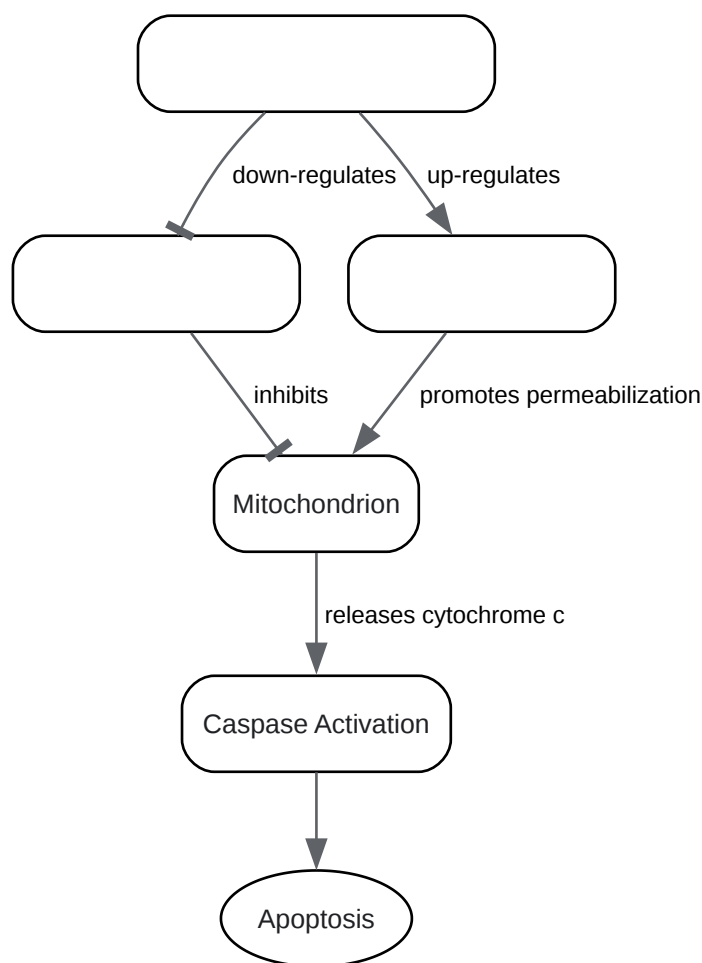 down-regulates
up-regulates
inhibits
promotes permeabilization
Mitochondrion
releases cytochrome c
Caspase Activation
Apoptosis